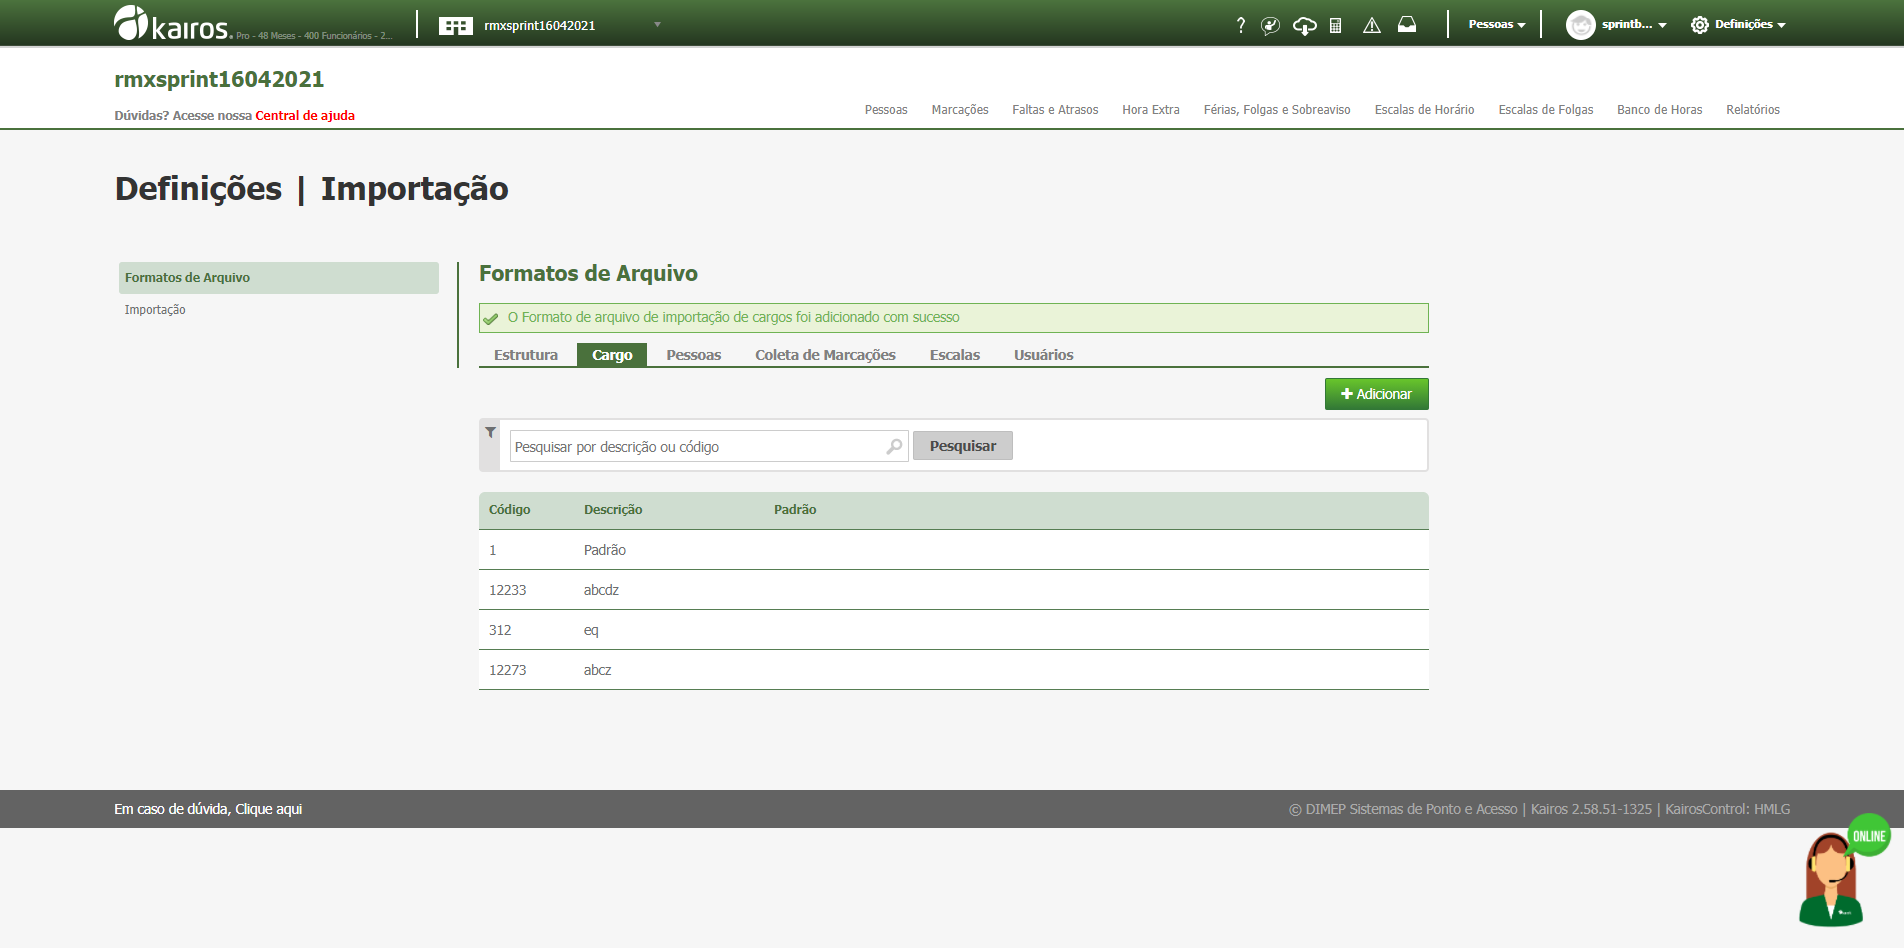 kairos. Pro - 48 Meses - 400 Funcionários - 2...
rmxsprint16042021
?
Pessoas
sprintb...
Definições
rmxsprint16042021
Dúvidas? Acesse nossa Central de ajuda
Pessoas Marcações Faltas e Atrasos Hora Extra Férias, Folgas e Sobreaviso Escalas de Horário Escalas de Folgas Banco de Horas Relatórios
Definições | Importação
Formatos de Arquivo
Importação
Formatos de Arquivo
O Formato de arquivo de importação de cargos foi adicionado com sucesso
Estrutura Cargo Pessoas Coleta de Marcações Escalas Usuários
Adicionar
Pesquisar por descrição ou código
Pesquisar
Código Descrição Padrão
1 Padrão
12233 abcdz
312 eq
12273 abcz
Em caso de dúvida, Clique aqui
© DIMEP Sistemas de Ponto e Acesso | Kairos 2.58.51-1325 | KairosControl: HMLG
ONLINE